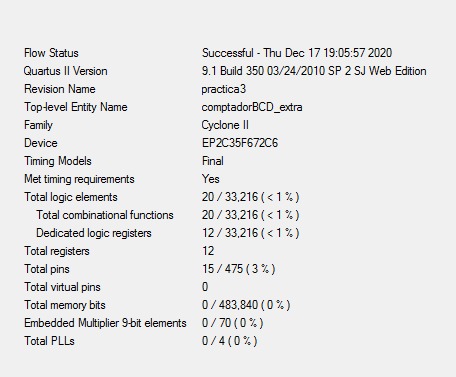 Flow Status Successful - Thu Dec 17 19:05:57 2020
Quartus II Version 9.1 Build 350 03/24/2010 SP 2 SJ Web Edition
Revision Name practica3
Top-level Entity Name comptadorBCD_extra
Family Cyclone II
Device EP2C35F672C6
Timing Models Final
Met timing requirements Yes
Total logic elements 20 / 33,216 ( < 1 % )
Total combinational functions 20 / 33,216 ( < 1 % )
Dedicated logic registers 12 / 33,216 ( < 1 % )
Total registers 12
Total pins 15 / 475 ( 3 % )
Total virtual pins 0
Total memory bits 0 / 483,840 ( 0 % )
Embedded Multiplier 9-bit elements 0 / 70 ( 0 % )
Total PLLs 0 / 4 ( 0 % )